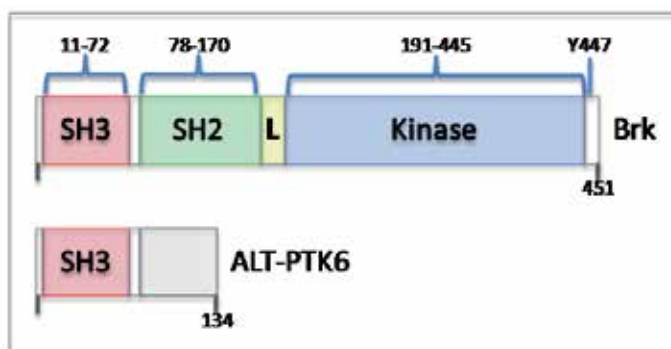 11-72 78-170 191-445 Y447
SH3 SH2 L Kinase Brk
451
SH3 ALT-PTK6
134